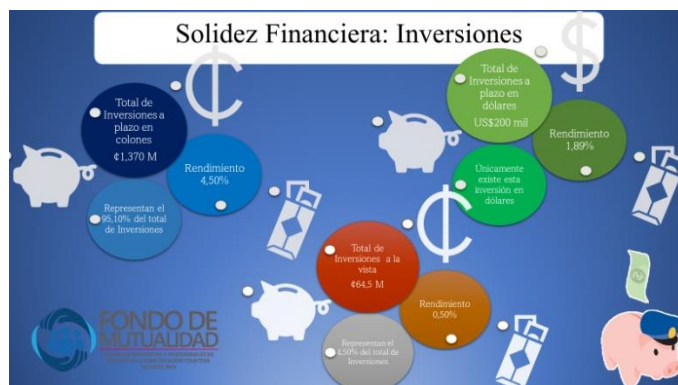 Solidez Financiera: Inversiones
Total de
Inversiones a
plazo en
colones
¢1,370 M
Rendimiento
4,50%
Representan el
95,10% del total
de Inversiones
Total de
Inversiones a plazo en
dólares
US$200 mil
Rendimiento
1,89%
Únicamente
existe esta
inversión en
dólares
Total de
Inversiones a la
vista
¢64,5 M
Rendimiento
0,50%
Representan el
4,50% del total de
Inversiones
FONDO DE
MUTUALIDAD